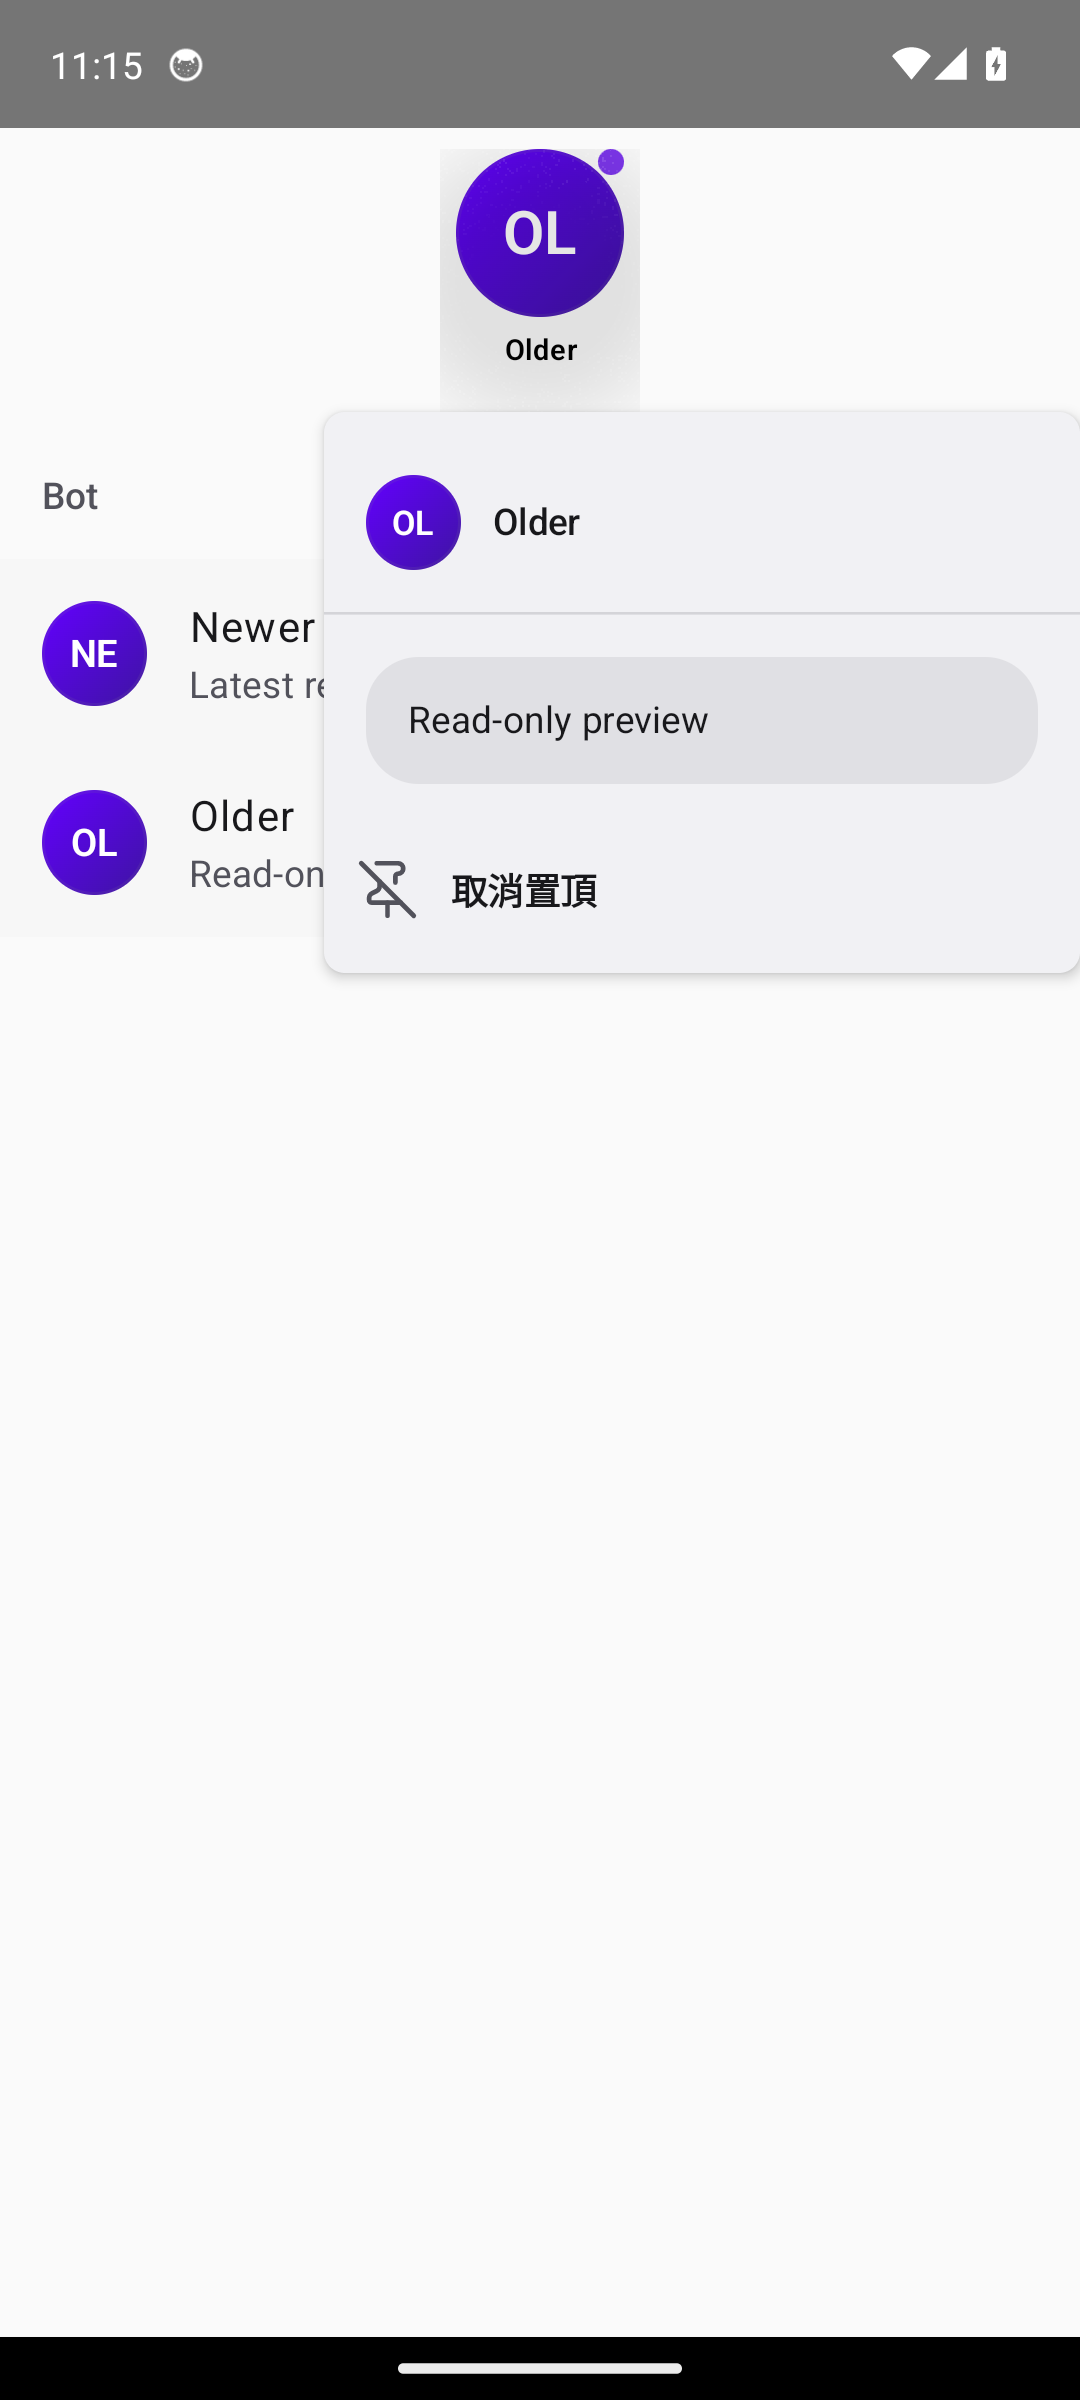 11:15
OL
Older
Bot
OL
Older
NE
Newer
Latest re
Read-only preview
OL
Older
Read-on
取消置頂